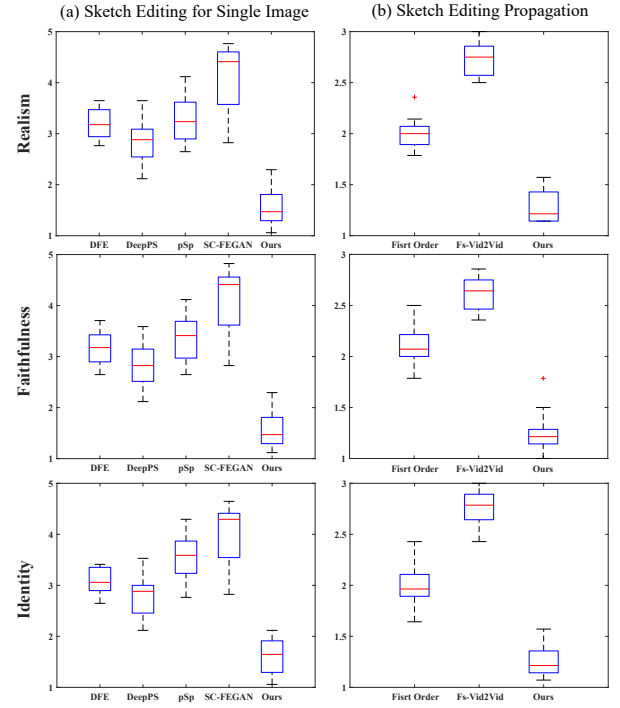 (a) Sketch Editing for Single Image
(b) Sketch Editing Propagation
Realism
5
4
3
2
1
DFE DeepPS pSp SC-FEGAN Ours
3
2.5
2
1.5
1
Fisrt Order Fs-Vid2Vid Ours
Faithfulness
5
4
3
2
1
DFE DeepPS pSp SC-FEGAN Ours
3
2.5
2
1.5
1
Fisrt Order Fs-Vid2Vid Ours
Identity
5
4
3
2
1
DFE DeepPS pSp SC-FEGAN Ours
3
2.5
2
1.5
1
Fisrt Order Fs-Vid2Vid Ours